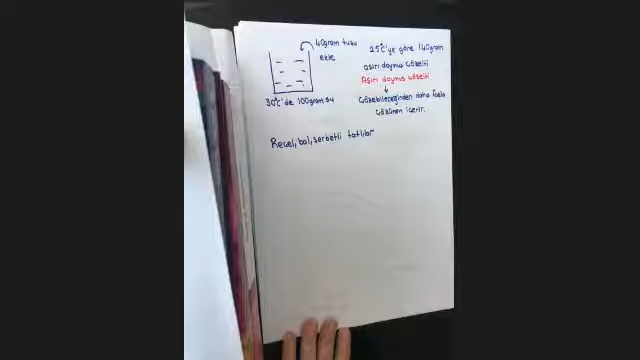 40gram tuzu
ekle
30°C'de 100gram su
25°C'ye göre 140gram
aşırı doymuş çözelti
Aşırı doymuş çözelti
↓
Çözebileceğinden daha fazla
çözünen içerir.
Reçel, bal, şerbetli tatlılar